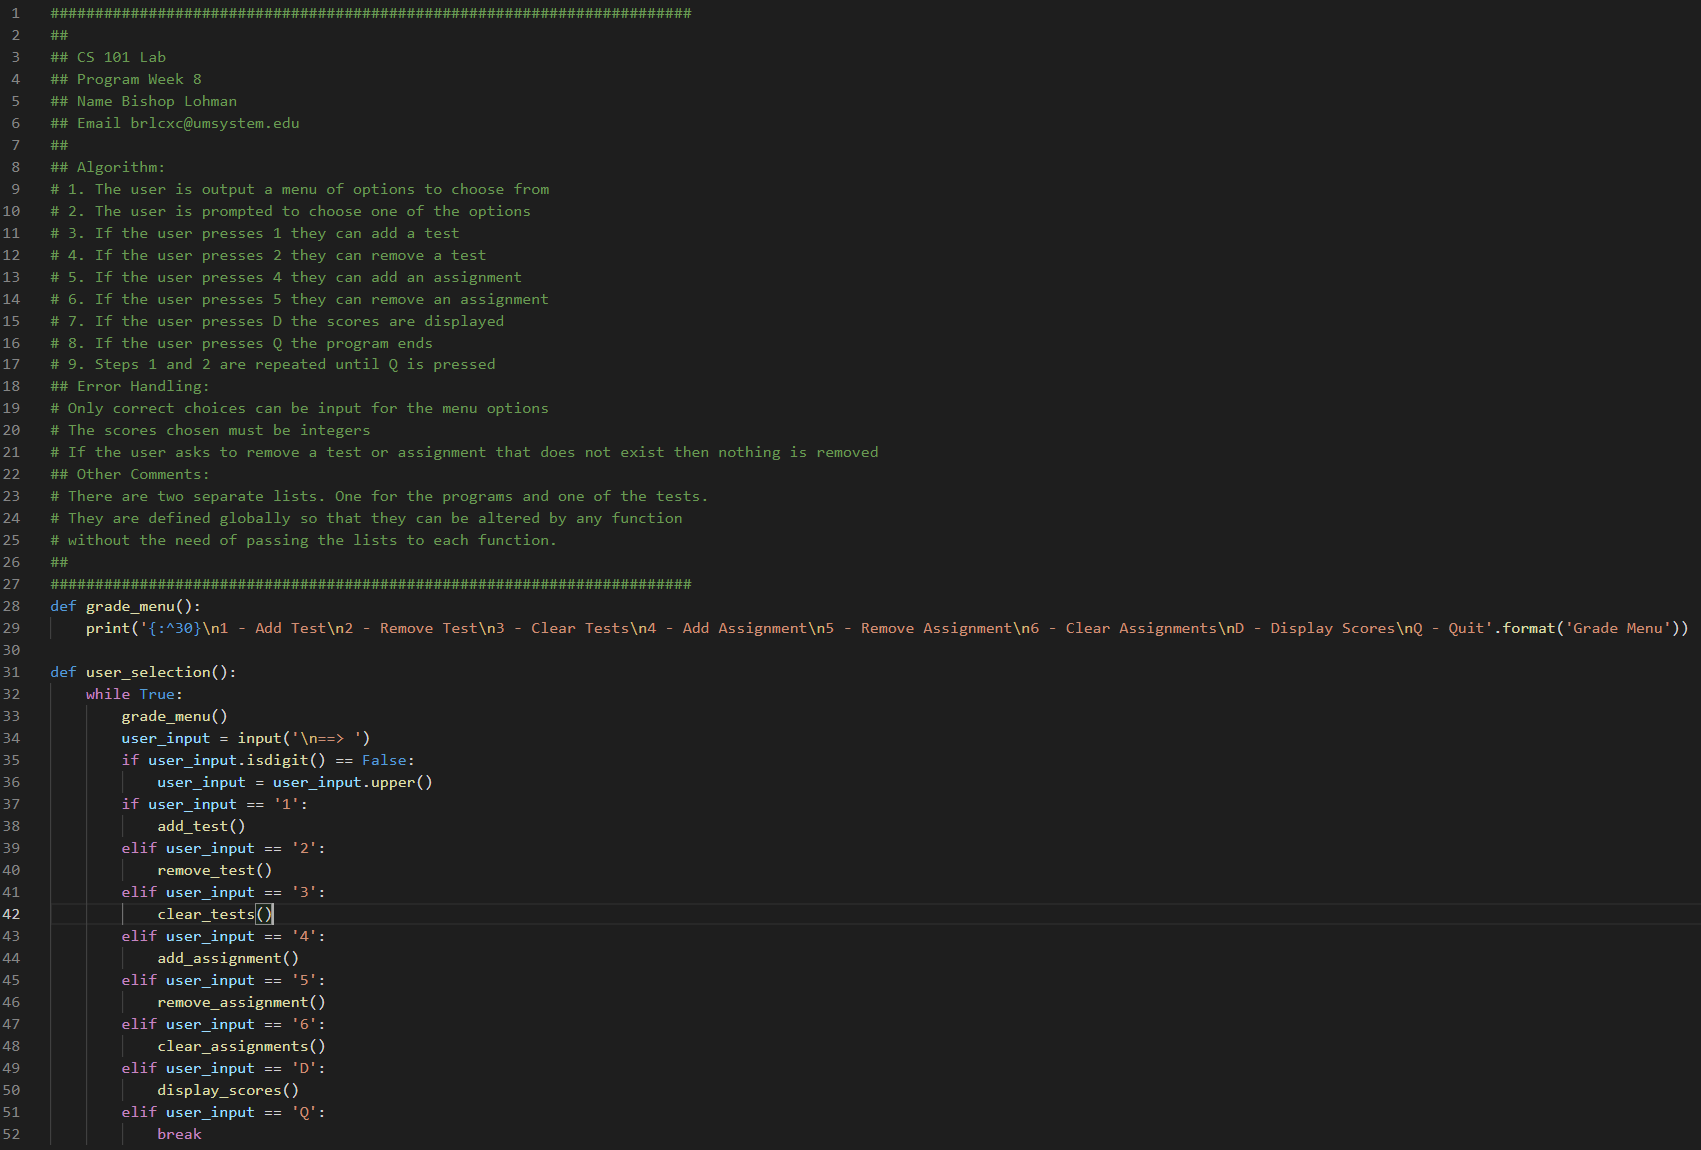 1 ########################################################################
2 ##
3 ## CS 101 Lab
4 ## Program Week 8
5 ## Name Bishop Lohman
6 ## Email brlcxc@umsystem.edu
7 ##
8 ## Algorithm:
9 # 1. The user is output a menu of options to choose from
10 # 2. The user is prompted to choose one of the options
11 # 3. If the user presses 1 they can add a test
12 # 4. If the user presses 2 they can remove a test
13 # 5. If the user presses 4 they can add an assignment
14 # 6. If the user presses 5 they can remove an assignment
15 # 7. If the user presses D the scores are displayed
16 # 8. If the user presses Q the program ends
17 # 9. Steps 1 and 2 are repeated until Q is pressed
18 ## Error Handling:
19 # Only correct choices can be input for the menu options
20 # The scores chosen must be integers
21 # If the user asks to remove a test or assignment that does not exist then nothing is removed
22 ## Other Comments:
23 # There are two separate lists. One for the programs and one of the tests.
24 # They are defined globally so that they can be altered by any function
25 # without the need of passing the lists to each function.
26 ##
27 ########################################################################
28 def grade_menu():
29     print('{:^30}\n1 - Add Test\n2 - Remove Test\n3 - Clear Tests\n4 - Add Assignment\n5 - Remove Assignment\n6 - Clear Assignments\nD - Display Scores\nQ - Quit'.format('Grade Menu'))
30
31 def user_selection():
32     while True:
33         grade_menu()
34         user_input = input('\n==> ')
35         if user_input.isdigit() == False:
36             user_input = user_input.upper()
37         if user_input == '1':
38             add_test()
39         elif user_input == '2':
40             remove_test()
41         elif user_input == '3':
42             clear_tests()
43         elif user_input == '4':
44             add_assignment()
45         elif user_input == '5':
46             remove_assignment()
47         elif user_input == '6':
48             clear_assignments()
49         elif user_input == 'D':
50             display_scores()
51         elif user_input == 'Q':
52             break